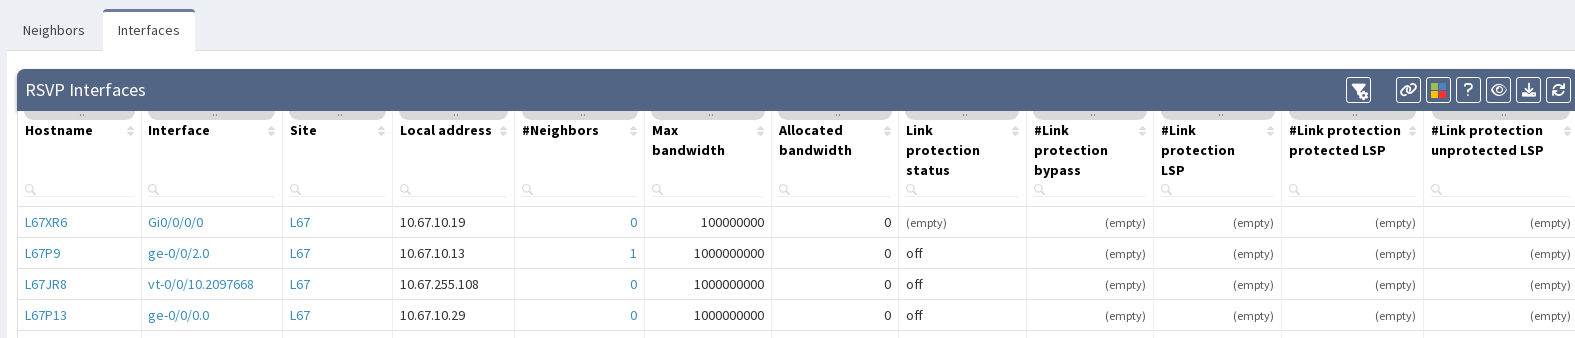 Neighbors Interfaces
RSVP Interfaces
Hostname Interface Site Local address #Neighbors Max bandwidth Allocated bandwidth Link protection status #Link protection bypass #Link protection LSP #Link protection protected LSP #Link protection unprotected LSP
L67XR6 Gi0/0/0/0 L67 10.67.10.19 0 100000000 0 (empty) (empty) (empty) (empty) (empty)
L67P9 ge-0/0/2.0 L67 10.67.10.13 1 1000000000 0 off (empty) (empty) (empty) (empty)
L67JR8 vt-0/0/10.2097668 L67 10.67.255.108 0 1000000000 0 off (empty) (empty) (empty) (empty)
L67P13 ge-0/0/0.0 L67 10.67.10.29 0 1000000000 0 off (empty) (empty) (empty) (empty)